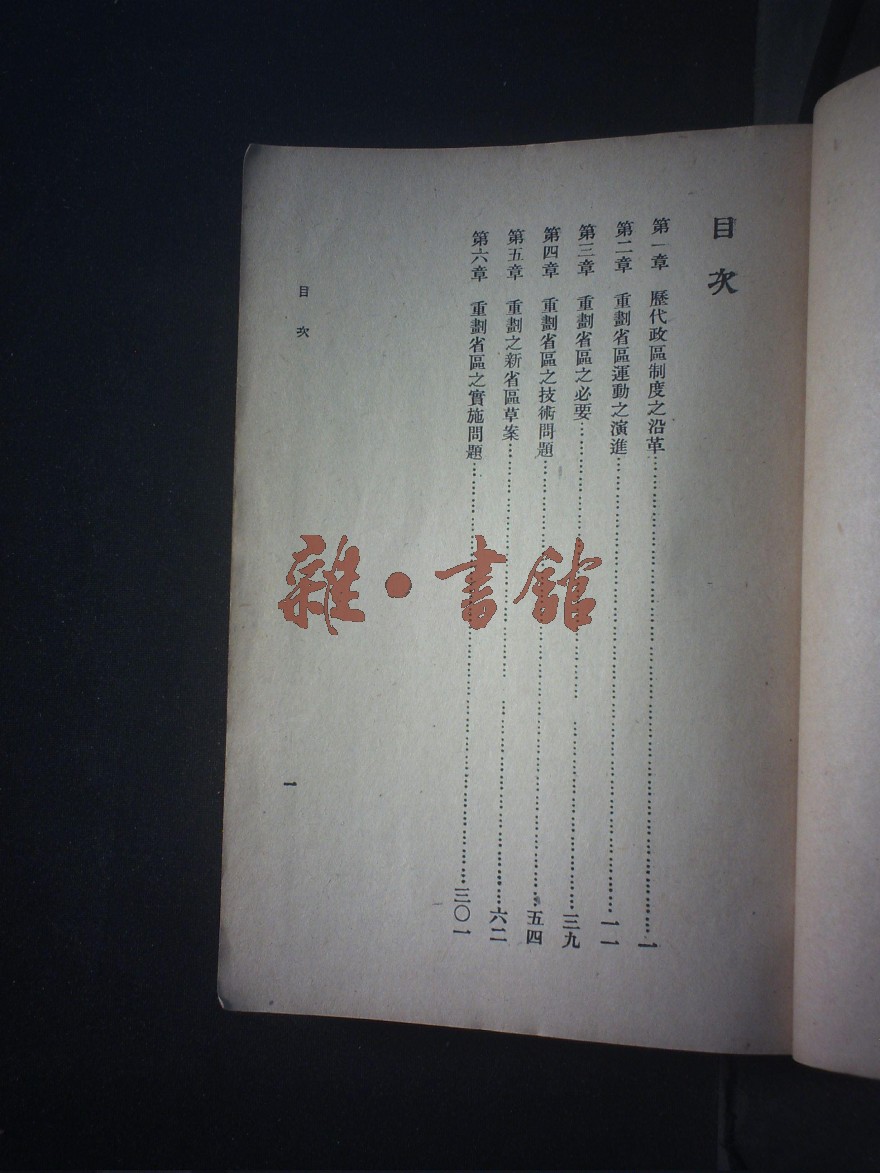 目次
第一章　歷代政區制度之沿革……一
第二章　重劃省區運動之演進……一一
第三章　重劃省區之必要……三九
第四章　重劃省區之技術問題……五四
第五章　重劃之新省區草案……六二
第六章　重劃省區之實施問題……三〇一
目次
一
雜·書館